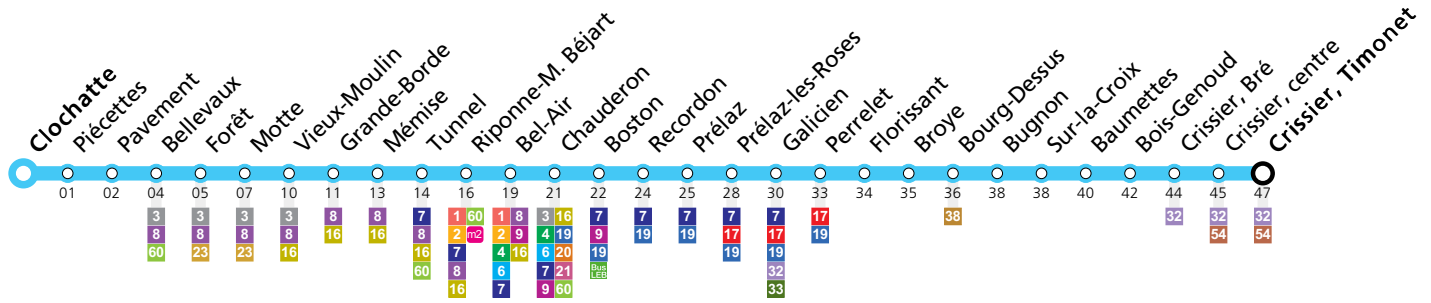 Clochatte
Piécettes
Pavement
Bellevaux
Forêt
Motte
Vieux-Moulin
Grande-Borde
Mémise
Tunnel
Riponne-M. Béjart
Bel-Air
Chauderon
Boston
Recordon
Prélaz
Prélaz-les-Roses
Galicien
Perrelet
Florissant
Broye
Bourg-Dessus
Bugnon
Sur-la-Croix
Baumettes
Bois-Genoud
Crissier, Bré
Crissier, centre
Crissier, Timonet
01 02 04 05 07 10 11 13 14 16 19 21 22 24 25 28 30 33 34 35 36 38 38 40 42 44 45 47
3 3 3 3 8 8 7 1 60 1 8 3 16 7 7 7 7 7 17 38 32 32 32
8 8 8 8 16 16 8 2 m2 2 9 4 19 9 19 19 17 17 19 54 54
60 23 23 16 16 7 4 16 6 20 19 19 19
60 8 6 7 21 Bus LEB 32
16 7 9 60 33